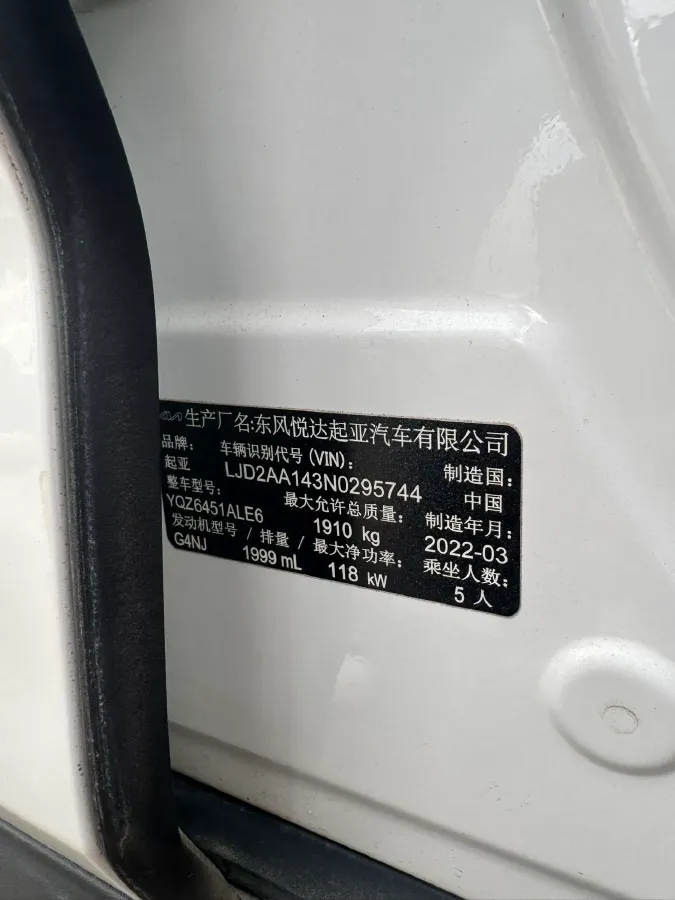 生产厂名:东风悦达起亚汽车有限公司
品牌: 车辆识别代号(VIN): 制造国:
起亚 LJD2AA143N0295744 中国
整车型号: 最大允许总质量: 制造年月:
YQZ6451ALE6 1910 kg 2022-03
发动机型号 / 排量 / 最大净功率: 乘坐人数:
G4NJ 1999 mL 118 kW 5 人